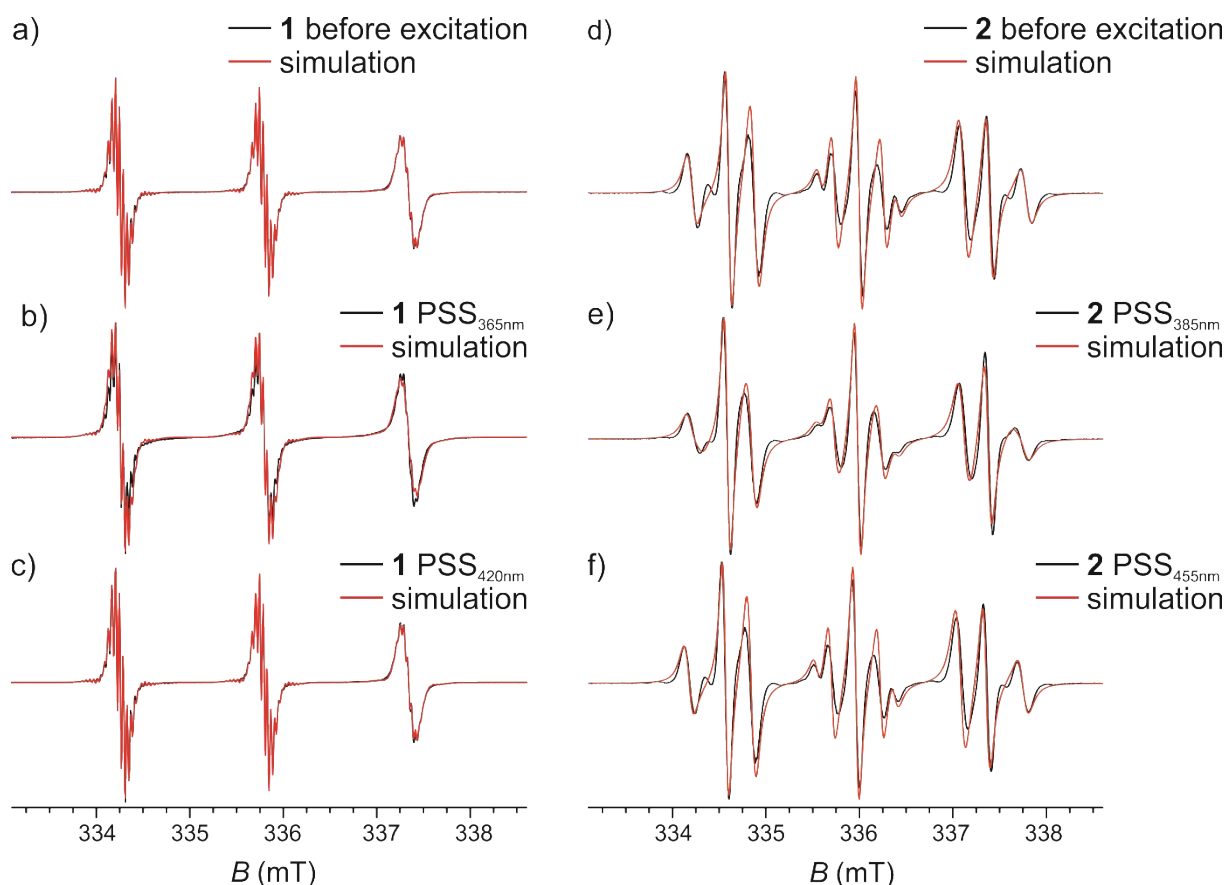 a)
1 before excitation
simulation
b)
1 PSS365nm
simulation
c)
1 PSS420nm
simulation
334 335 336 337 338
B (mT)
d)
2 before excitation
simulation
e)
2 PSS385nm
simulation
f)
2 PSS455nm
simulation
334 335 336 337 338
B (mT)